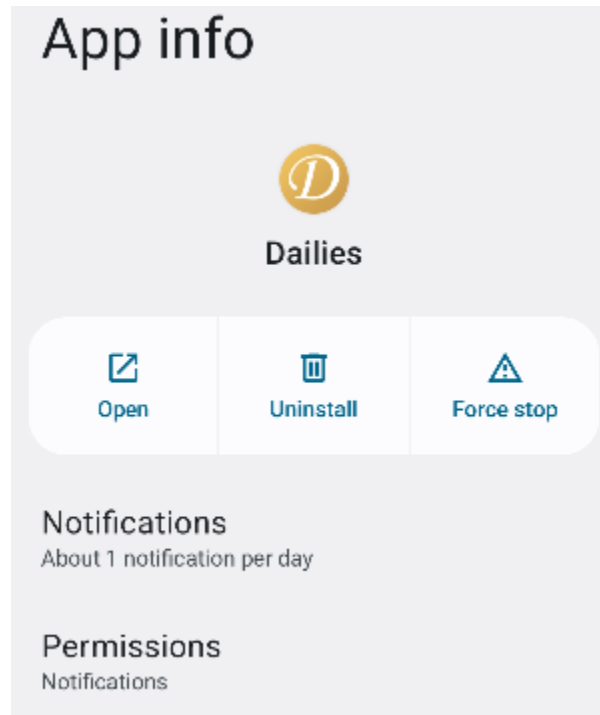 App info
D
Dailies
Open Uninstall Force stop
Notifications
About 1 notification per day
Permissions
Notifications